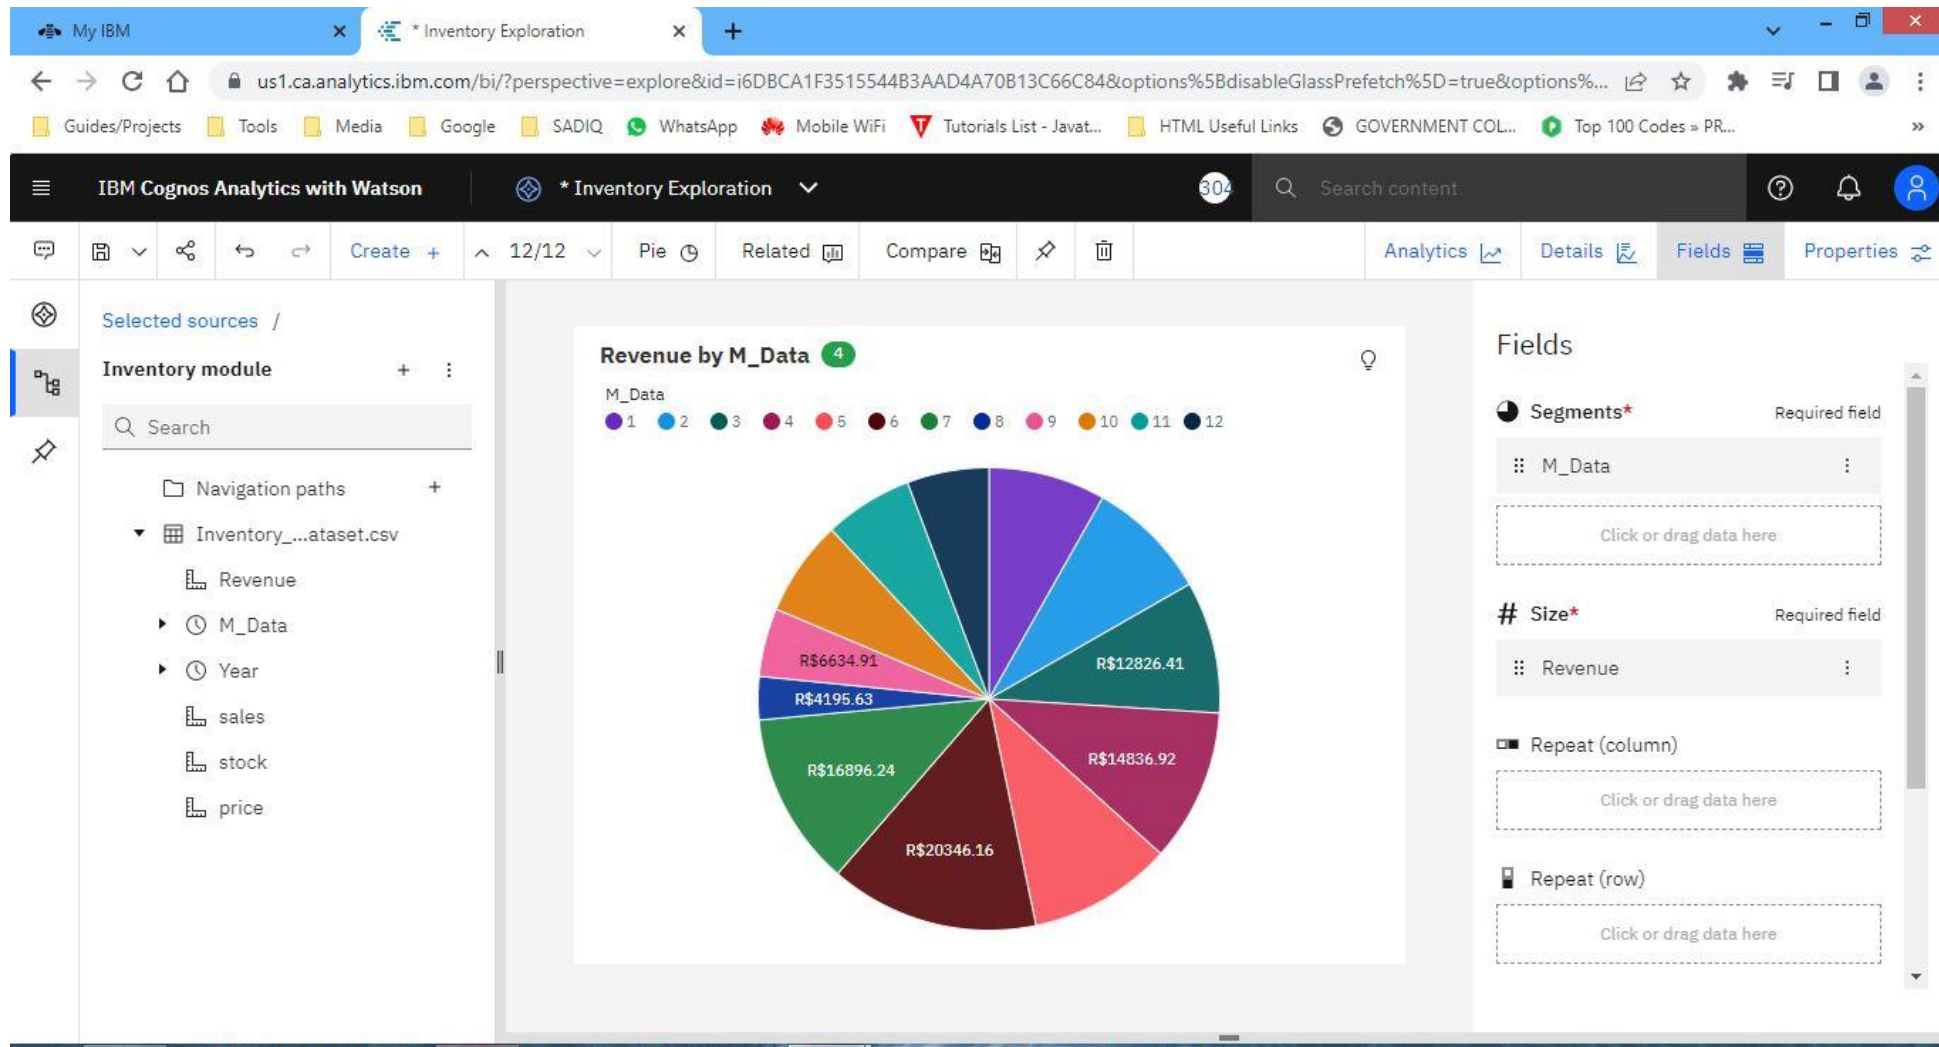 My IBM
* Inventory Exploration
us1.ca.analytics.ibm.com/bi/?perspective=explore&id=i6DBCA1F3515544B3AAD4A70B13C66C84&options%5BdisableGlassPrefetch%5D=true&options%...
Guides/Projects Tools Media Google SADIQ WhatsApp Mobile WiFi Tutorials List - Javat... HTML Useful Links GOVERNMENT COL... Top 100 Codes » PR... »
IBM Cognos Analytics with Watson * Inventory Exploration 304 Search content
Create + 12/12 Pie Related Compare Analytics Details Fields Properties
Selected sources /
Inventory module
Search
Navigation paths
Inventory_...ataset.csv
Revenue
M_Data
Year
sales
stock
price
Revenue by M_Data 4
M_Data
1 2 3 4 5 6 7 8 9 10 11 12
R$6634.91
R$12826.41
R$4195.63
R$14836.92
R$16896.24
R$20346.16
Fields
Segments* Required field
M_Data
Click or drag data here
# Size* Required field
Revenue
Repeat (column)
Click or drag data here
Repeat (row)
Click or drag data here